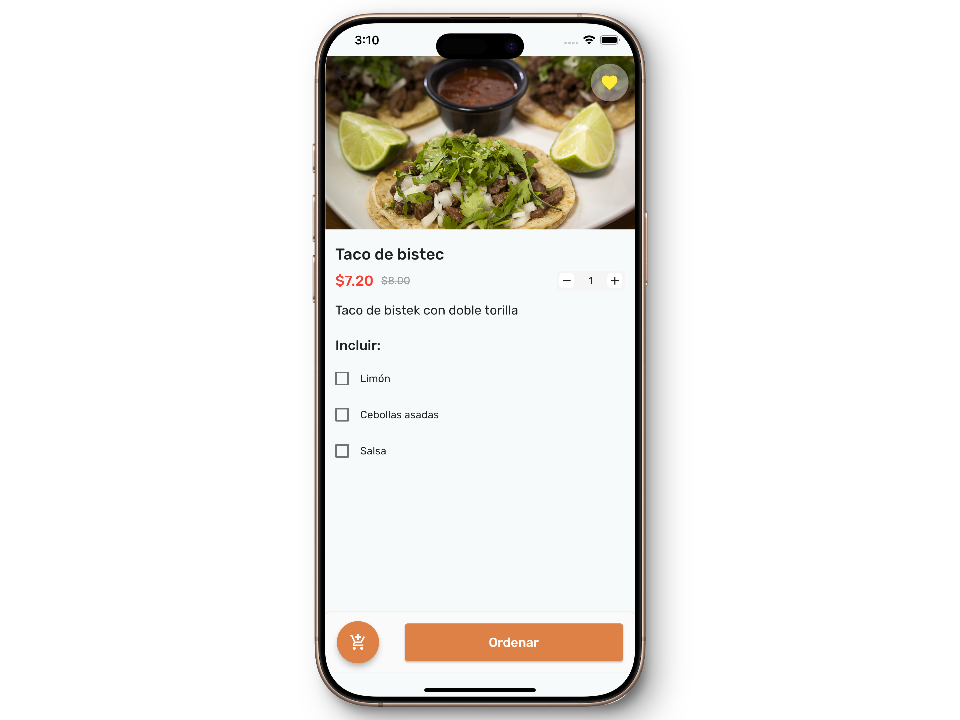 3:10
Taco de bistec
$7.20 $8.00
1
Taco de bistek con doble torilla
Incluir:
Limón
Cebollas asadas
Salsa
Ordenar